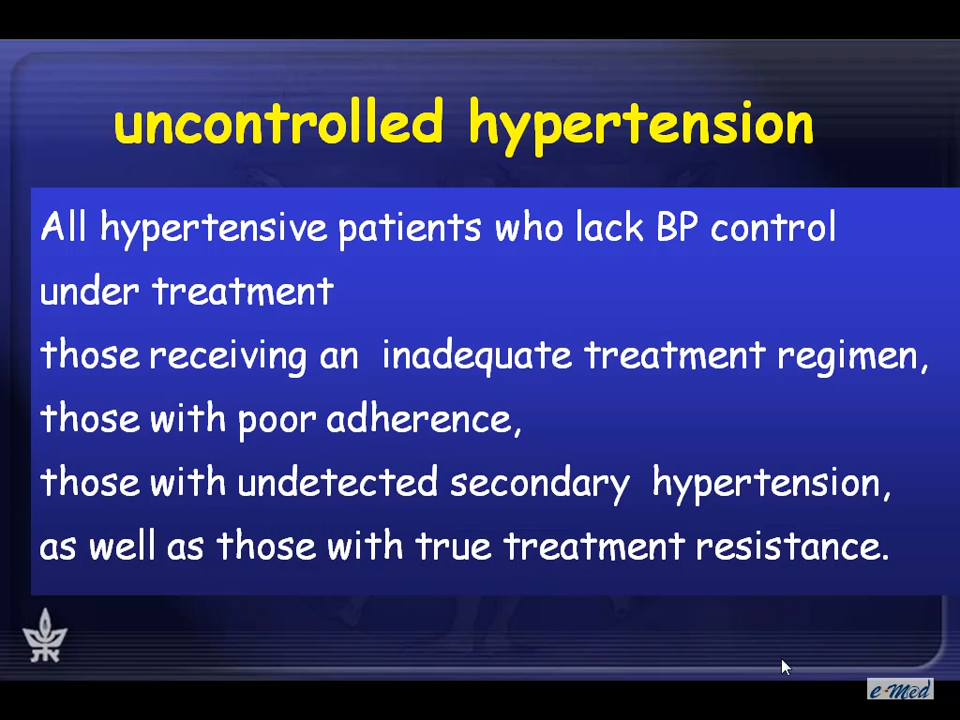 uncontrolled hypertension
All hypertensive patients who lack BP control
under treatment
those receiving an inadequate treatment regimen,
those with poor adherence,
those with undetected secondary hypertension,
as well as those with true treatment resistance.
e-Med